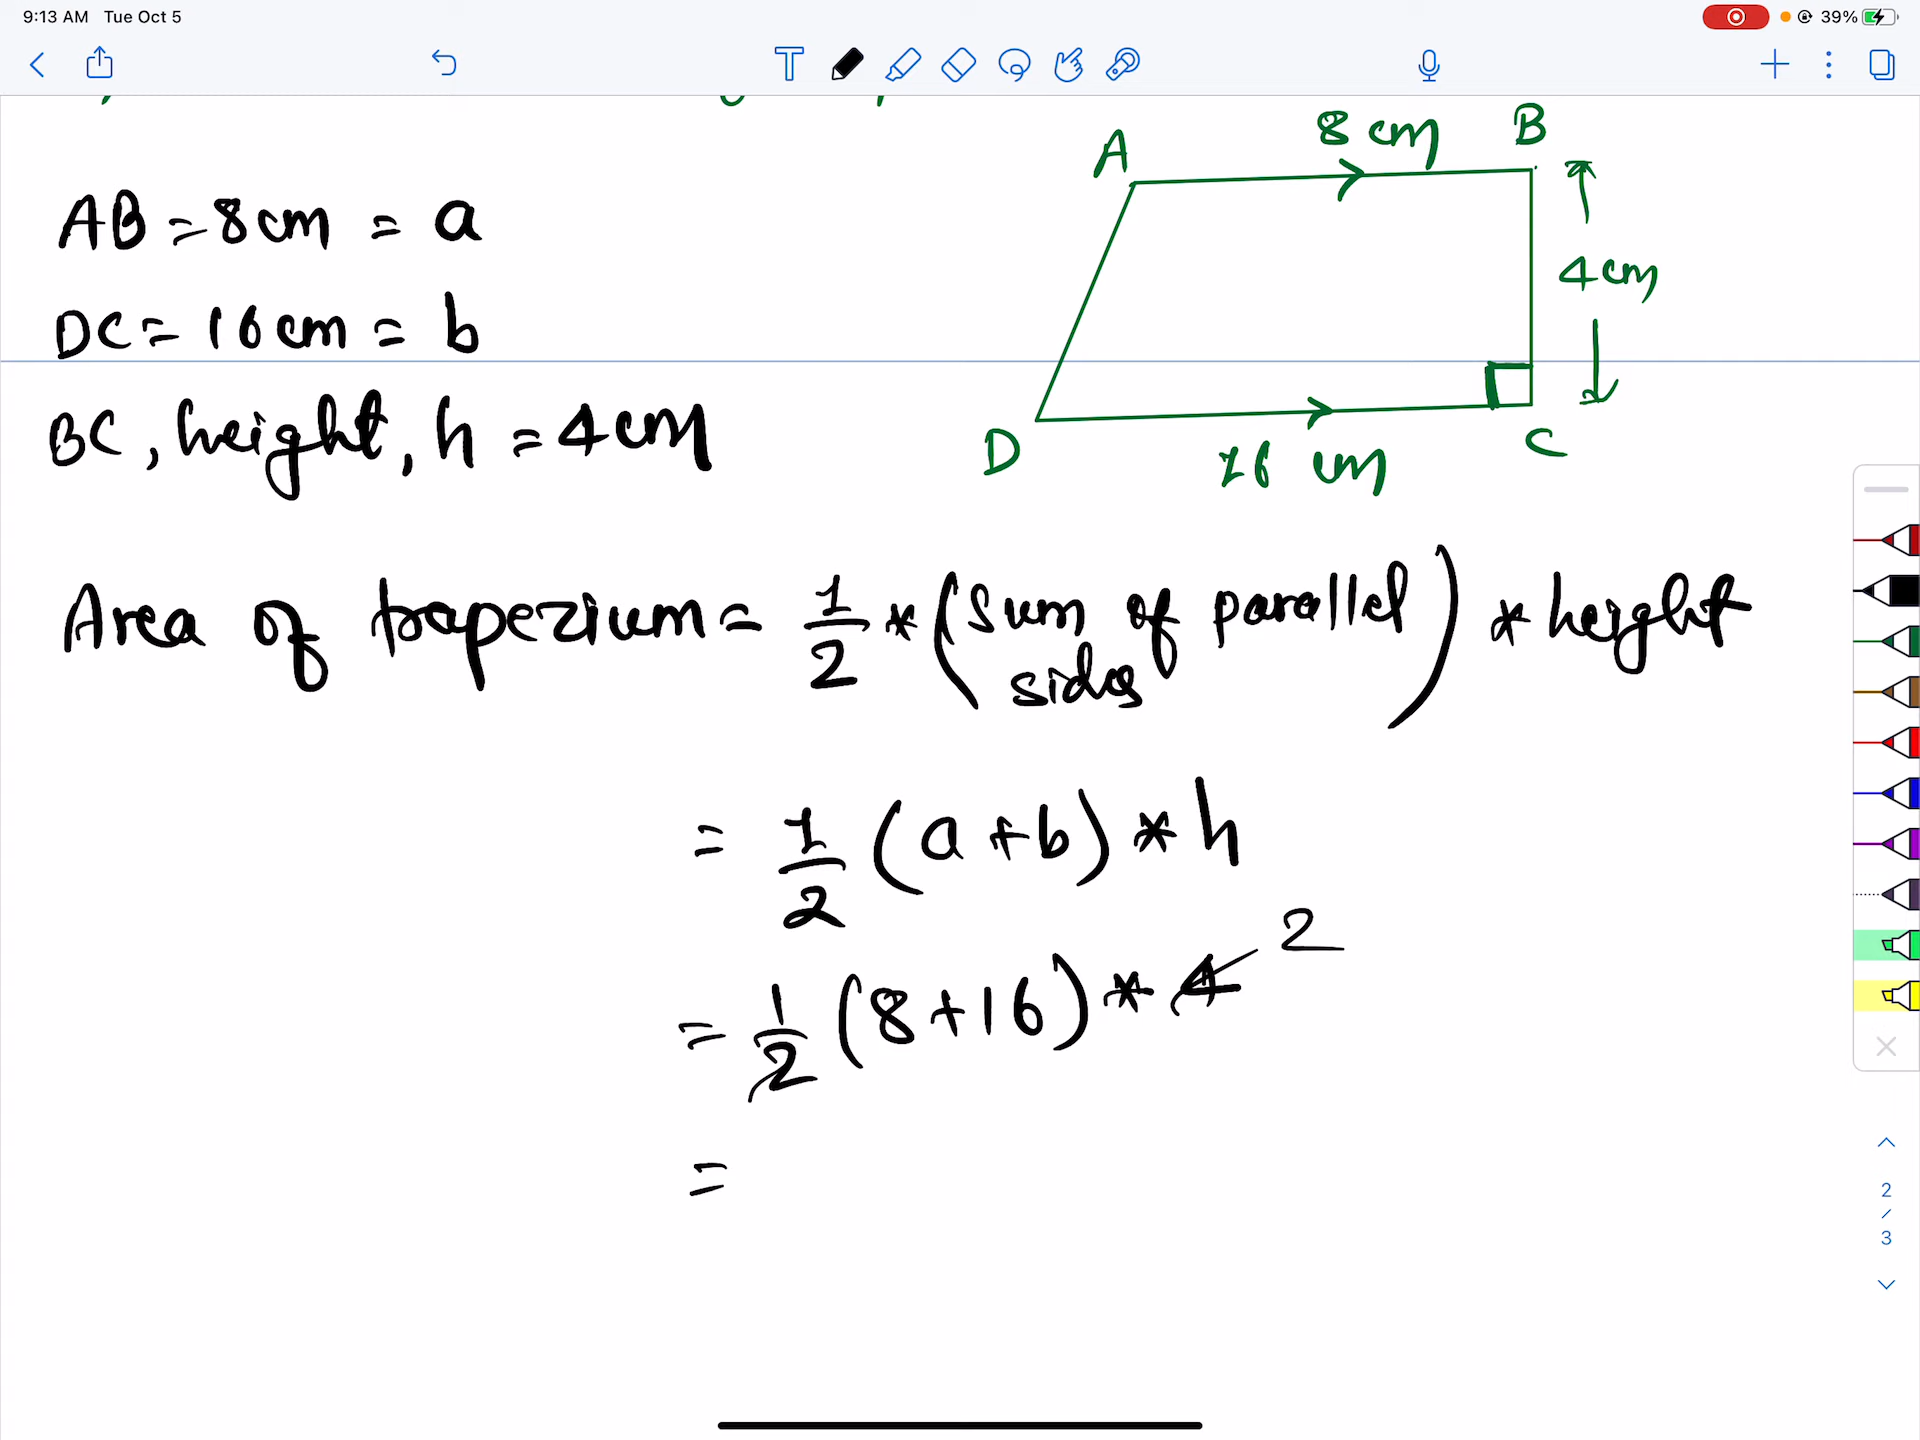 9:13 AM Tue Oct 5
39%
A
8 cm
B
AB = 8cm = a
4cm
DC = 16cm = b
BC, height, h = 4cm
D
16 cm
C
Area of trapezium = 1/2 * (sum of parallel sides) * height
= 1/2 (a + b) * h
2
= 1/2 (8 + 16) * 4
=
2
/
3